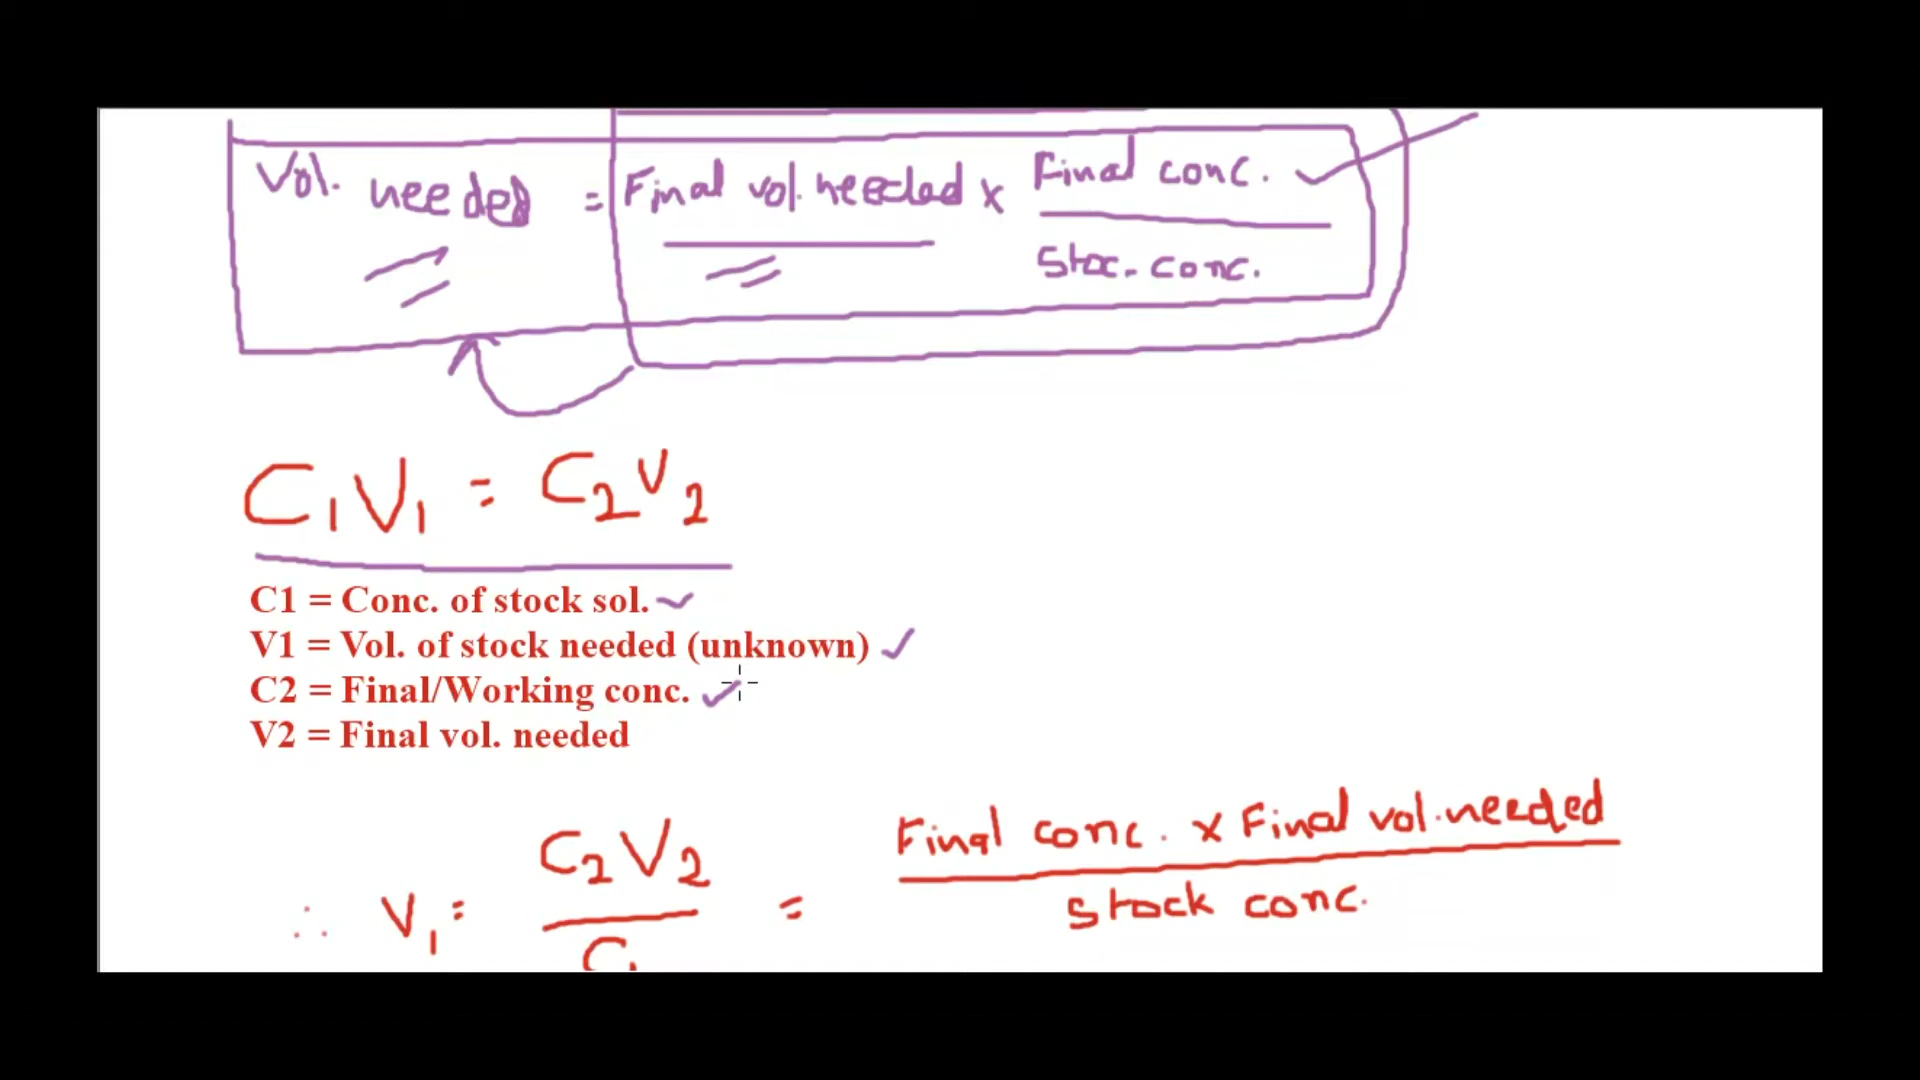 Vol. needed = Final vol. needed x Final conc.
Stoc. conc.
C1V1 = C2V2
C1 = Conc. of stock sol.
V1 = Vol. of stock needed (unknown)
C2 = Final/Working conc.
V2 = Final vol. needed
∴ V1 = C2V2 = Final conc. x Final vol. needed
C1 stock conc.